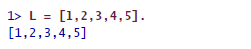 1> L = [1,2,3,4,5].
[1,2,3,4,5]